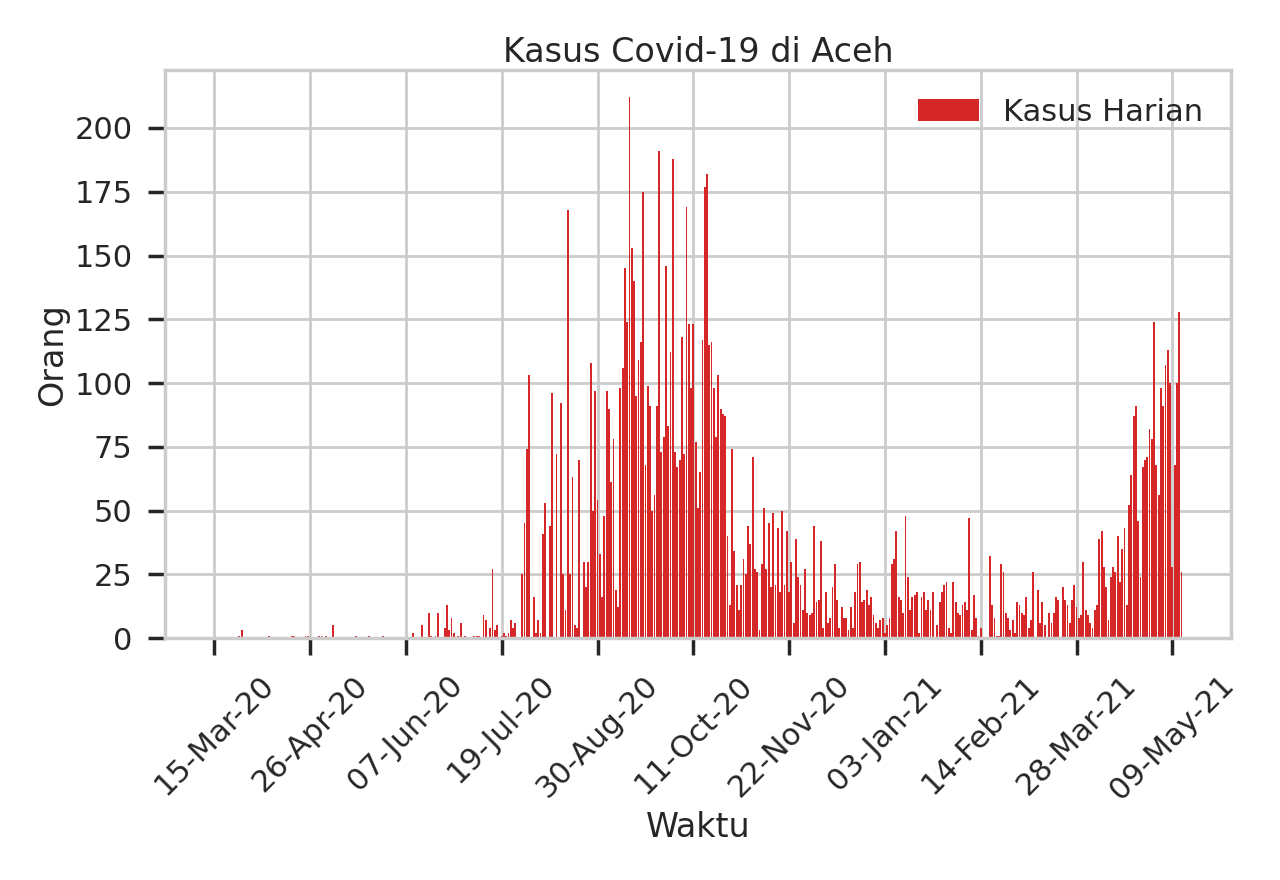 Kasus Covid-19 di Aceh
Kasus Harian
Orang
200
175
150
125
100
75
50
25
0
15-Mar-20
26-Apr-20
07-Jun-20
19-Jul-20
30-Aug-20
11-Oct-20
22-Nov-20
03-Jan-21
14-Feb-21
28-Mar-21
09-May-21
Waktu